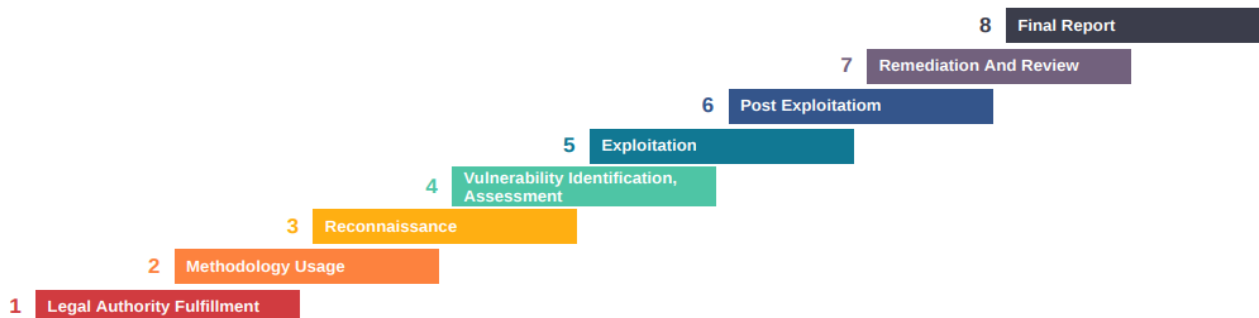 8 Final Report
7 Remediation And Review
6 Post Exploitatiom
5 Exploitation
4 Vulnerability Identification,
Assessment
3 Reconnaissance
2 Methodology Usage
1 Legal Authority Fulfillment